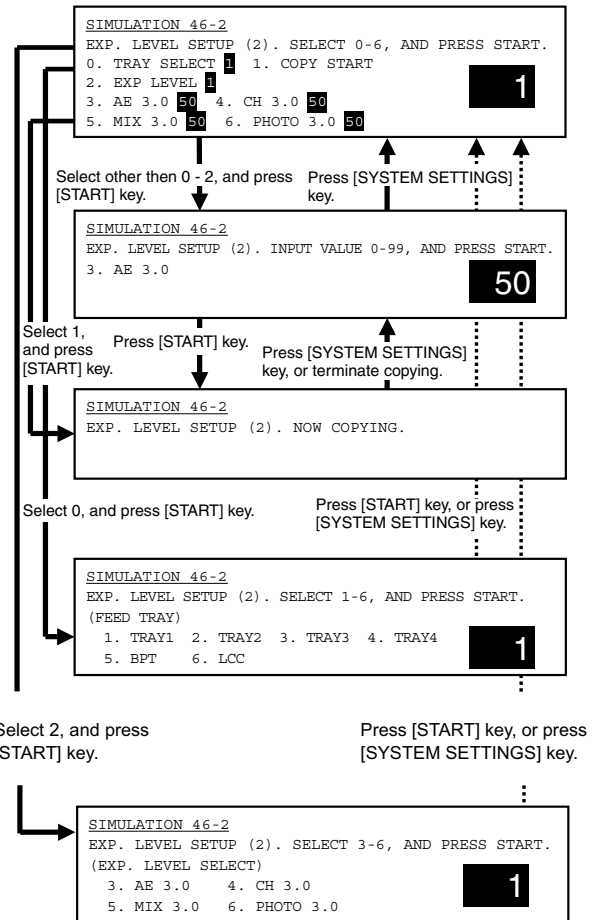 SIMULATION 46-2
EXP. LEVEL SETUP (2). SELECT 0-6, AND PRESS START.
0. TRAY SELECT 1 1. COPY START
2. EXP LEVEL 1
1
3. AE 3.0 50 4. CH 3.0 50
5. MIX 3.0 50 6. PHOTO 3.0 50
Select other then 0 - 2, and press
[START] key.
Press [SYSTEM SETTINGS]
key.
SIMULATION 46-2
EXP. LEVEL SETUP (2). INPUT VALUE 0-99, AND PRESS START.
3. AE 3.0
50
Select 1,
and press
[START] key.
Press [START] key.
Press [SYSTEM SETTINGS]
key, or terminate copying.
SIMULATION 46-2
EXP. LEVEL SETUP (2). NOW COPYING.
Select 0, and press [START] key.
Press [START] key, or press
[SYSTEM SETTINGS] key.
SIMULATION 46-2
EXP. LEVEL SETUP (2). SELECT 1-6, AND PRESS START.
(FEED TRAY)
1. TRAY1 2. TRAY2 3. TRAY3 4. TRAY4
5. BPT 6. LCC
1
Select 2, and press
[START] key.
Press [START] key, or press
[SYSTEM SETTINGS] key.
SIMULATION 46-2
EXP. LEVEL SETUP (2). SELECT 3-6, AND PRESS START.
(EXP. LEVEL SELECT)
3. AE 3.0 4. CH 3.0
5. MIX 3.0 6. PHOTO 3.0
1